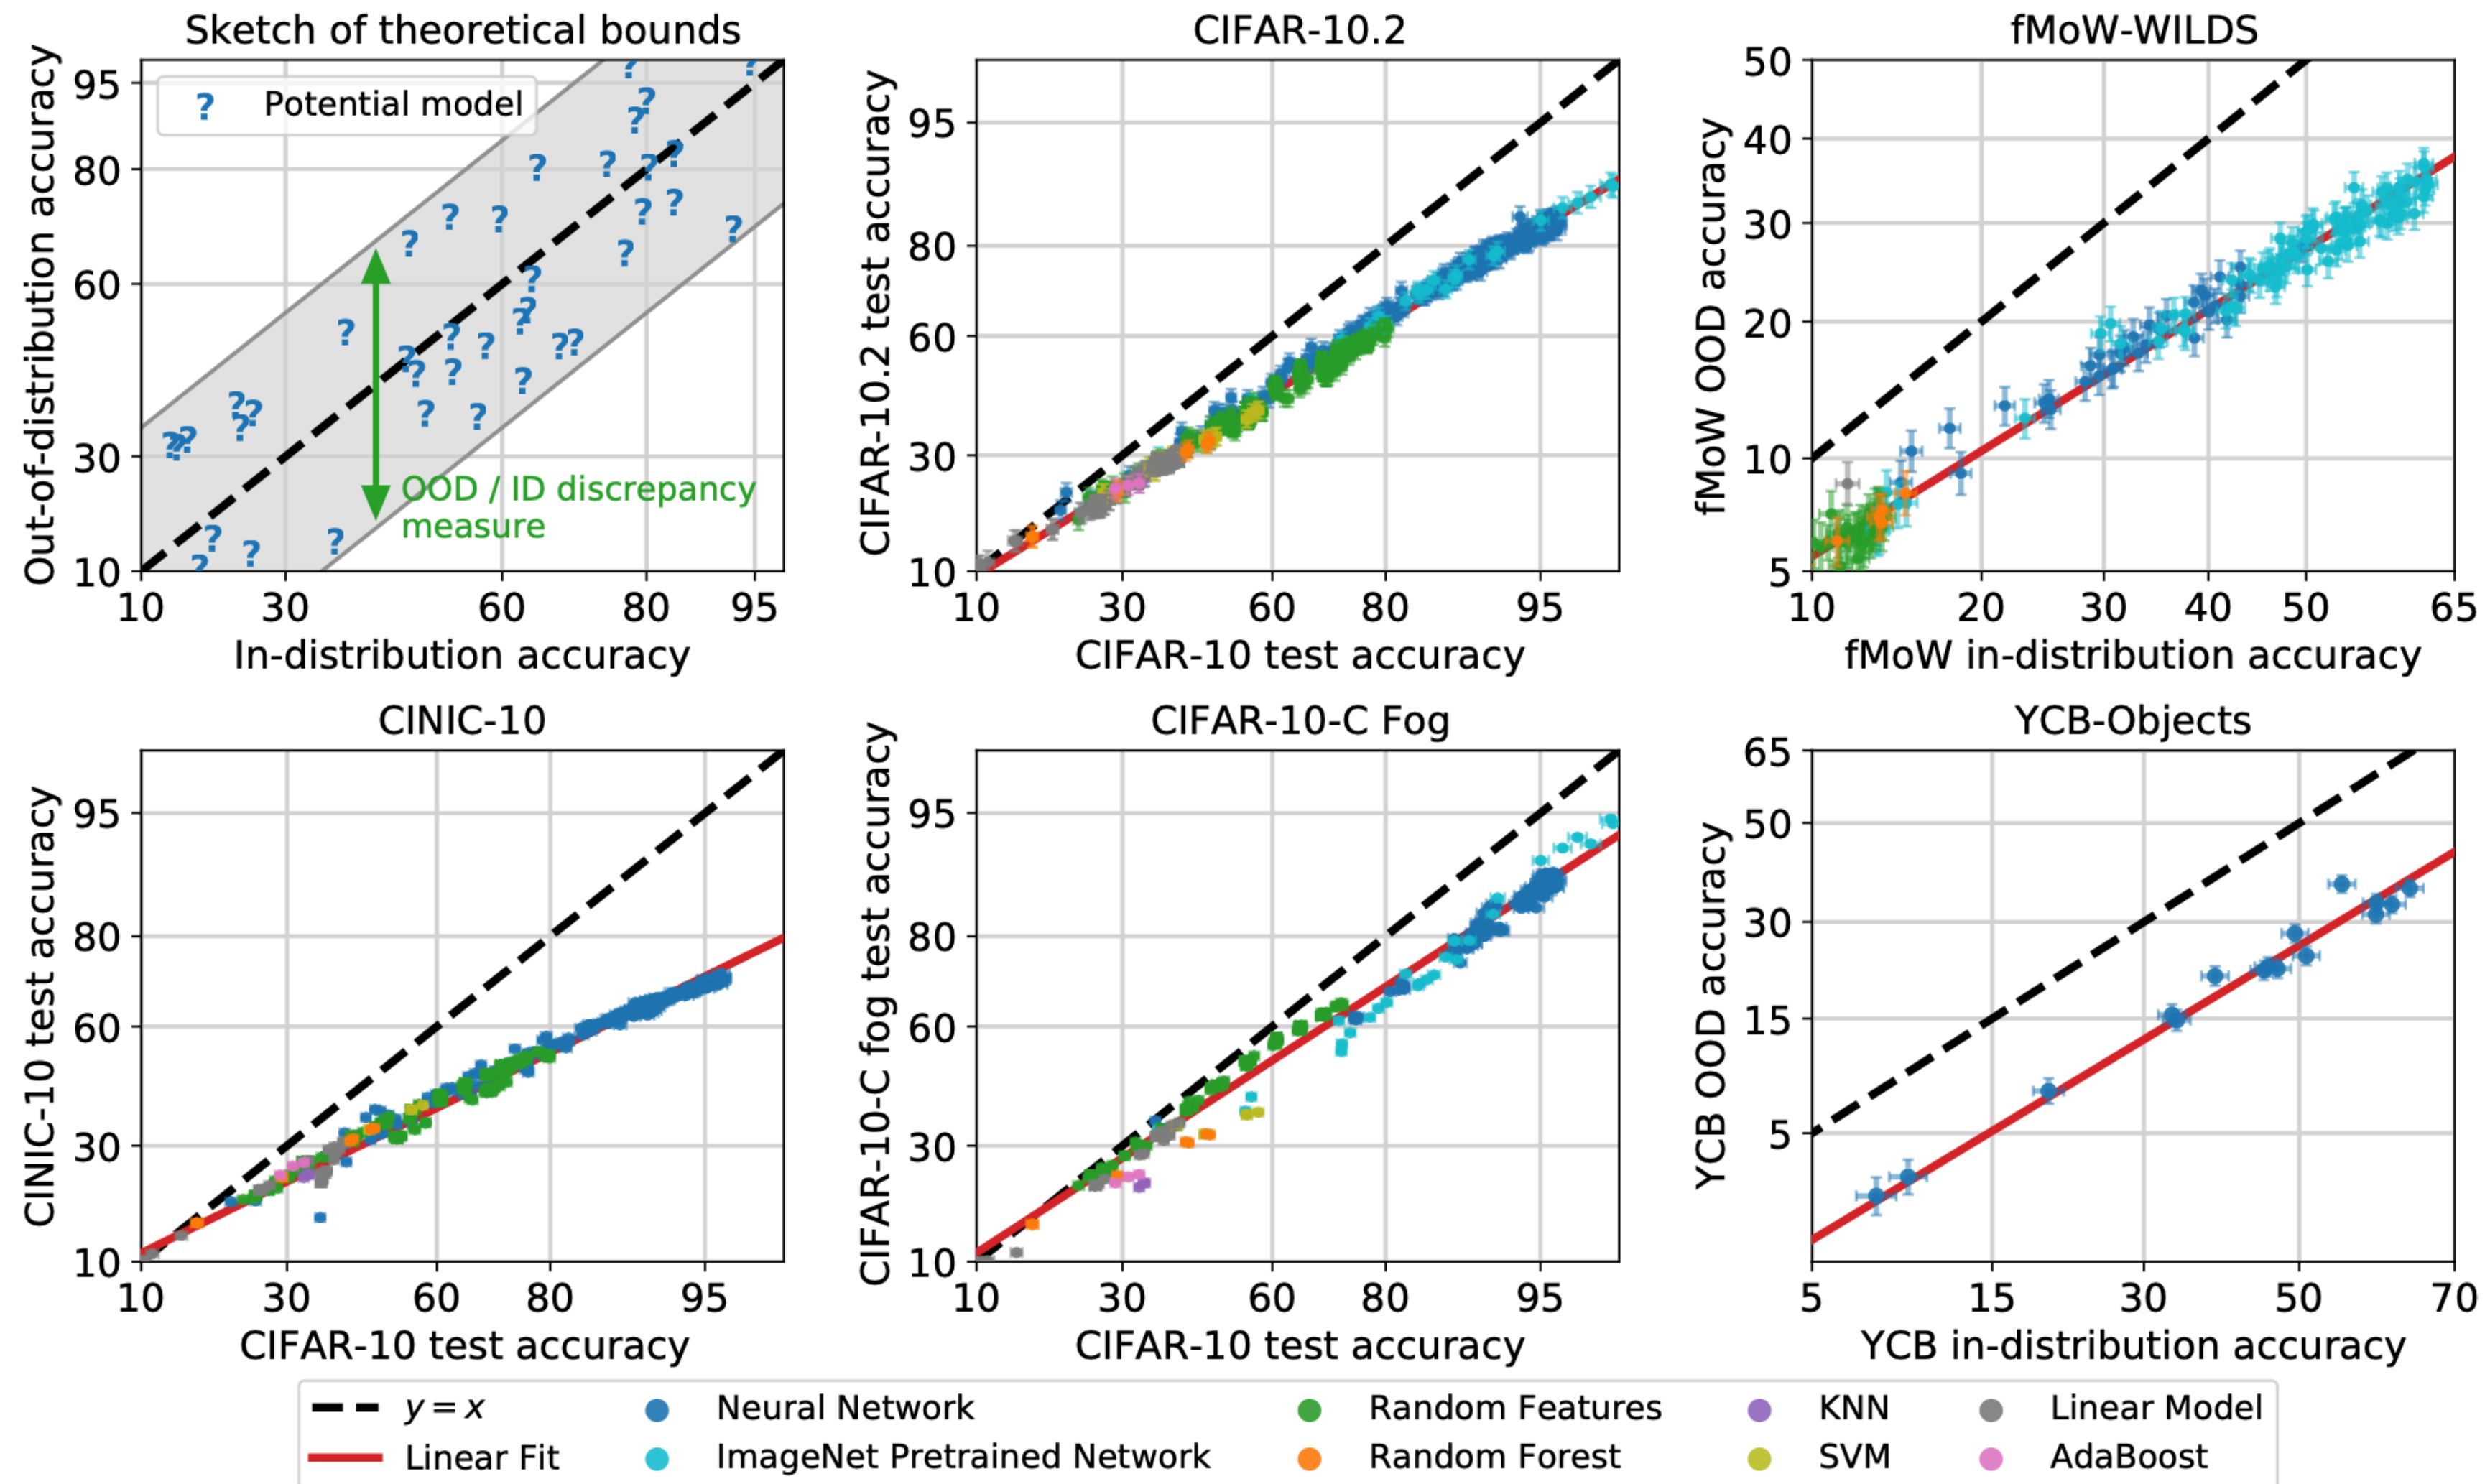 Sketch of theoretical bounds
Out-of-distribution accuracy
95
80
60
30
10
? Potential model
OOD / ID discrepancy
measure
10 30 60 80 95
In-distribution accuracy
CIFAR-10.2
CIFAR-10.2 test accuracy
95
80
60
30
10
10 30 60 80 95
CIFAR-10 test accuracy
fMoW-WILDS
fMoW OOD accuracy
50
40
30
20
10
5
10 20 30 40 50 65
fMoW in-distribution accuracy
CINIC-10
CINIC-10 test accuracy
95
80
60
30
10
10 30 60 80 95
CIFAR-10 test accuracy
CIFAR-10-C Fog
CIFAR-10-C fog test accuracy
95
80
60
30
10
10 30 60 80 95
CIFAR-10 test accuracy
YCB-Objects
YCB OOD accuracy
65
50
30
15
5
5 15 30 50 70
YCB in-distribution accuracy
y = x
Linear Fit
Neural Network
ImageNet Pretrained Network
Random Features
Random Forest
KNN
SVM
Linear Model
AdaBoost